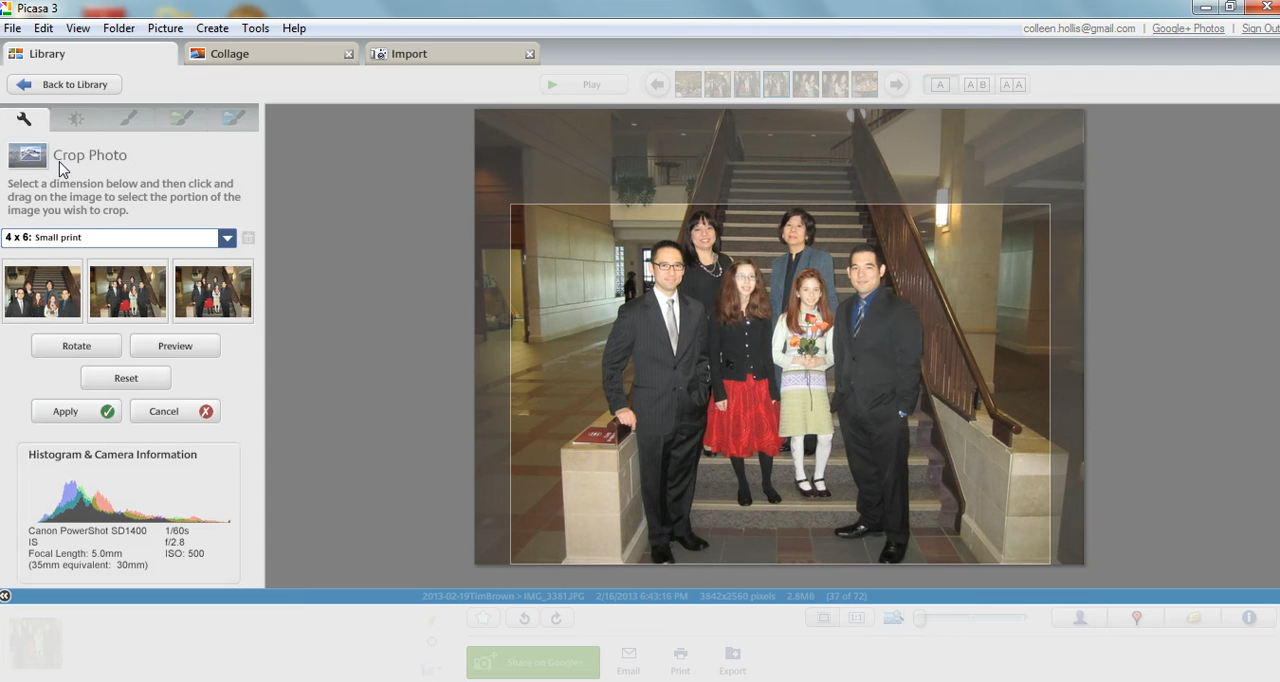 Picasa 3
File Edit View Folder Picture Create Tools Help
colleen.hollis@gmail.com | Google+ Photos | Sign Out
Library Collage Import
Back to Library
Play
A A B A A
Crop Photo
Select a dimension below and then click and
drag on the image to select the portion of the
image you wish to crop.
4 x 6: Small print
Rotate Preview
Reset
Apply Cancel
Histogram & Camera Information
Canon PowerShot SD1400 1/60s
IS f/2.8
Focal Length: 5.0mm ISO: 500
(35mm equivalent: 30mm)
2013-02-19TimBrown > IMG_3381.JPG 2/16/2013 6:43:16 PM 3842x2560 pixels 2.8MB (37 of 72)
1:1
Share on Google+
Email Print Export